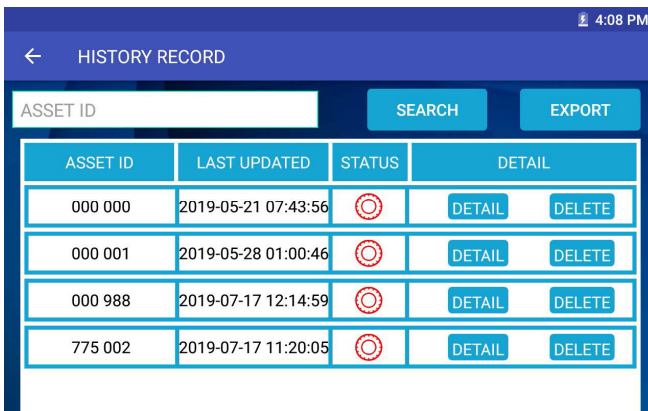 4:08 PM
HISTORY RECORD
ASSET ID SEARCH EXPORT
ASSET ID LAST UPDATED STATUS DETAIL
000 000 2019-05-21 07:43:56 DETAIL DELETE
000 001 2019-05-28 01:00:46 DETAIL DELETE
000 988 2019-07-17 12:14:59 DETAIL DELETE
775 002 2019-07-17 11:20:05 DETAIL DELETE